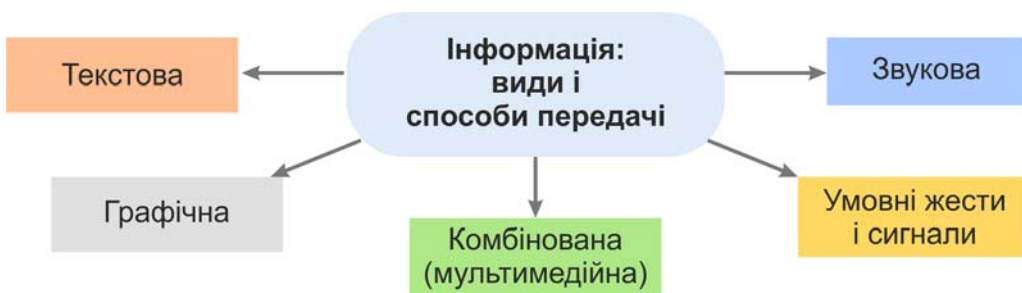 Інформація:
види і
способи передачі
Текстова
Звукова
Графічна
Комбінована
(мультимедійна)
Умовні жести
і сигнали